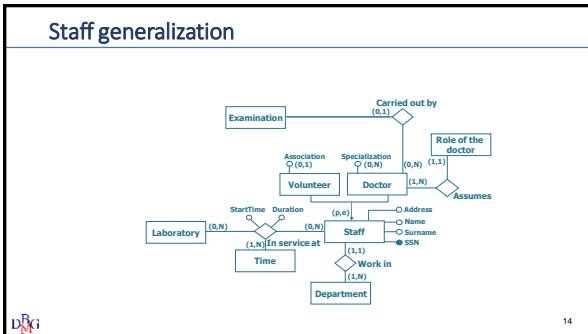 Staff generalization
Carried out by
(0,1)
Examination
Role of the
doctor
Association
(0,1)
Specialization
(0,N)
(0,N)
(1,1)
Volunteer
Doctor
(1,N)
Assumes
StartTime
Duration
(p,e)
Address
Name
Surname
SSN
Laboratory
(0,N)
(0,N)
Staff
(1,N)
In service at
Time
(1,1)
Work in
(1,N)
Department
DBMG
14